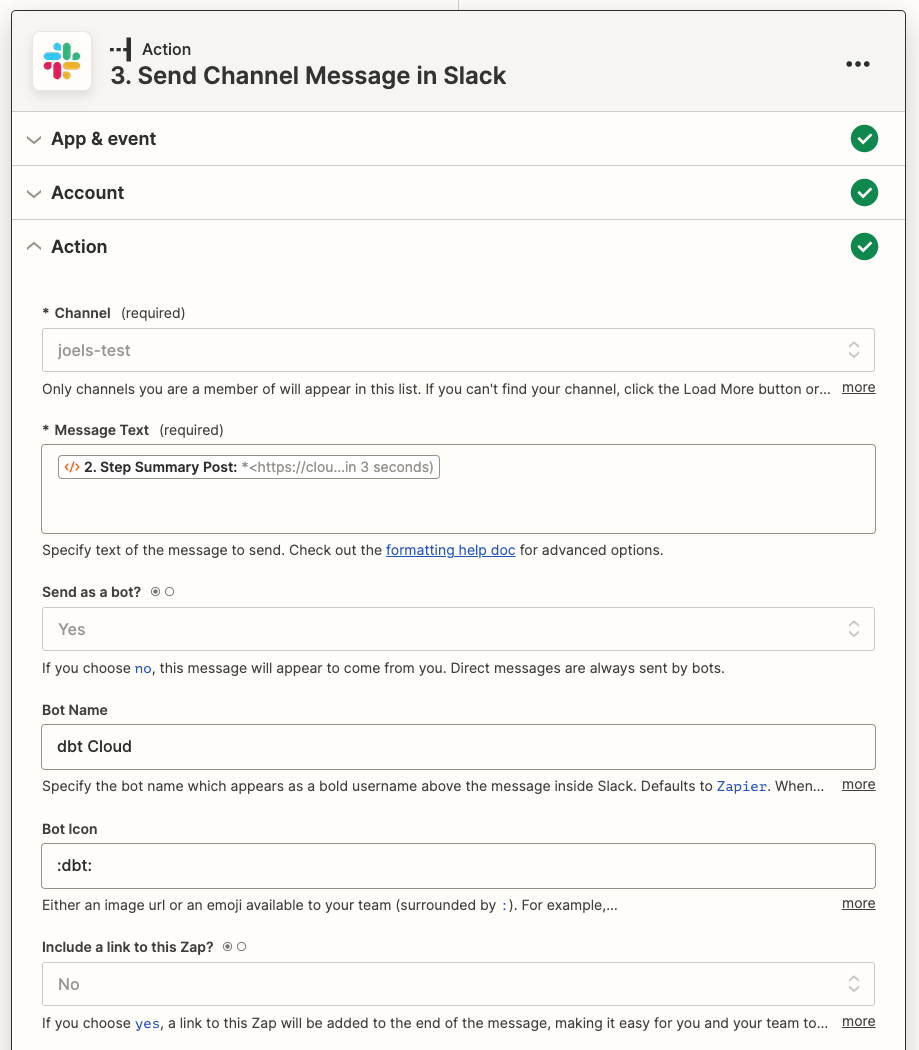 Action
3. Send Channel Message in Slack
App & event
Account
Action
* Channel (required)
joels-test
Only channels you are a member of will appear in this list. If you can't find your channel, click the Load More button or... more
* Message Text (required)
</> 2. Step Summary Post: *<https://clou...in 3 seconds)
Specify text of the message to send. Check out the formatting help doc for advanced options.
Send as a bot?
Yes
If you choose no, this message will appear to come from you. Direct messages are always sent by bots.
Bot Name
dbt Cloud
Specify the bot name which appears as a bold username above the message inside Slack. Defaults to Zapier. When... more
Bot Icon
:dbt:
Either an image url or an emoji available to your team (surrounded by :). For example,... more
Include a link to this Zap?
No
If you choose yes, a link to this Zap will be added to the end of the message, making it easy for you and your team to... more